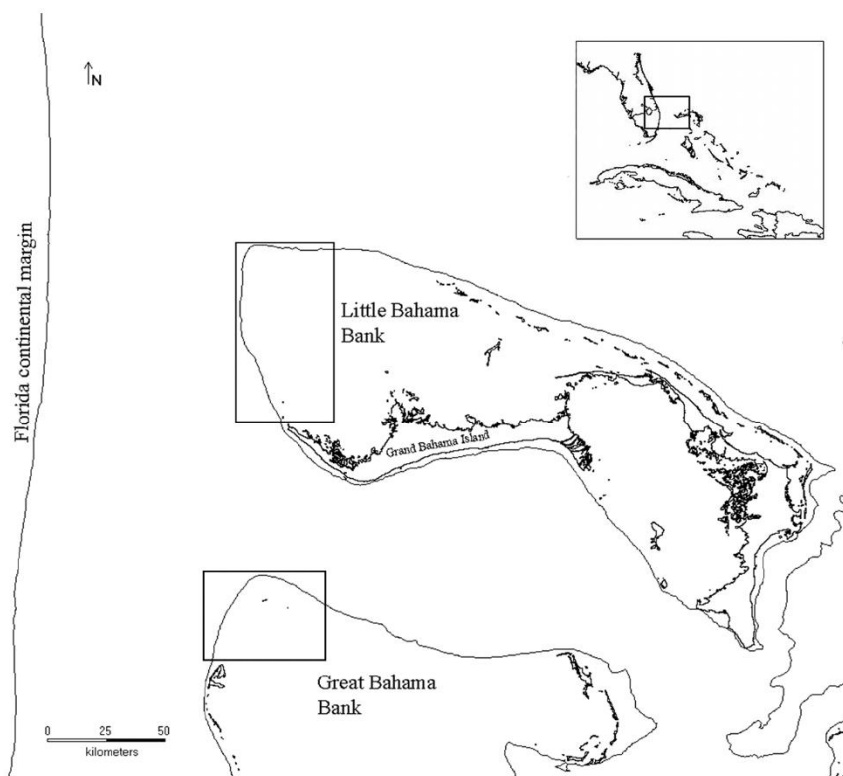 N
Florida continental margin
Little Bahama
Bank
Grand Bahama Island
Great Bahama
Bank
0 25 50
kilometers